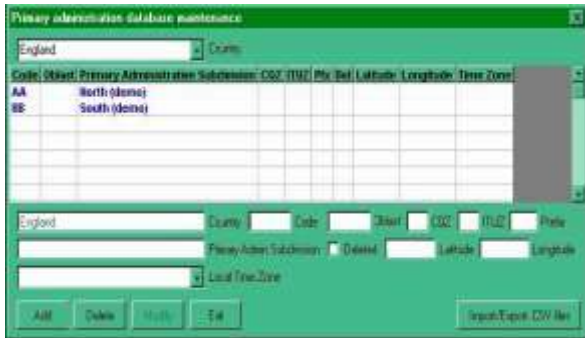 Primary administration database maintenance
England Country
Code Oblast Primary Administrative Subdivision CQZ ITUZ Pfx Del Latitude Longitude Time Zone
AA North (demo)
BB South (demo)
England Country Code Oblast CQZ ITUZ Prefix
Primary Admin Subdivision Deleted Latitude Longitude
Local Time Zone
Add Delete Modify Exit Import/Export .CSV files